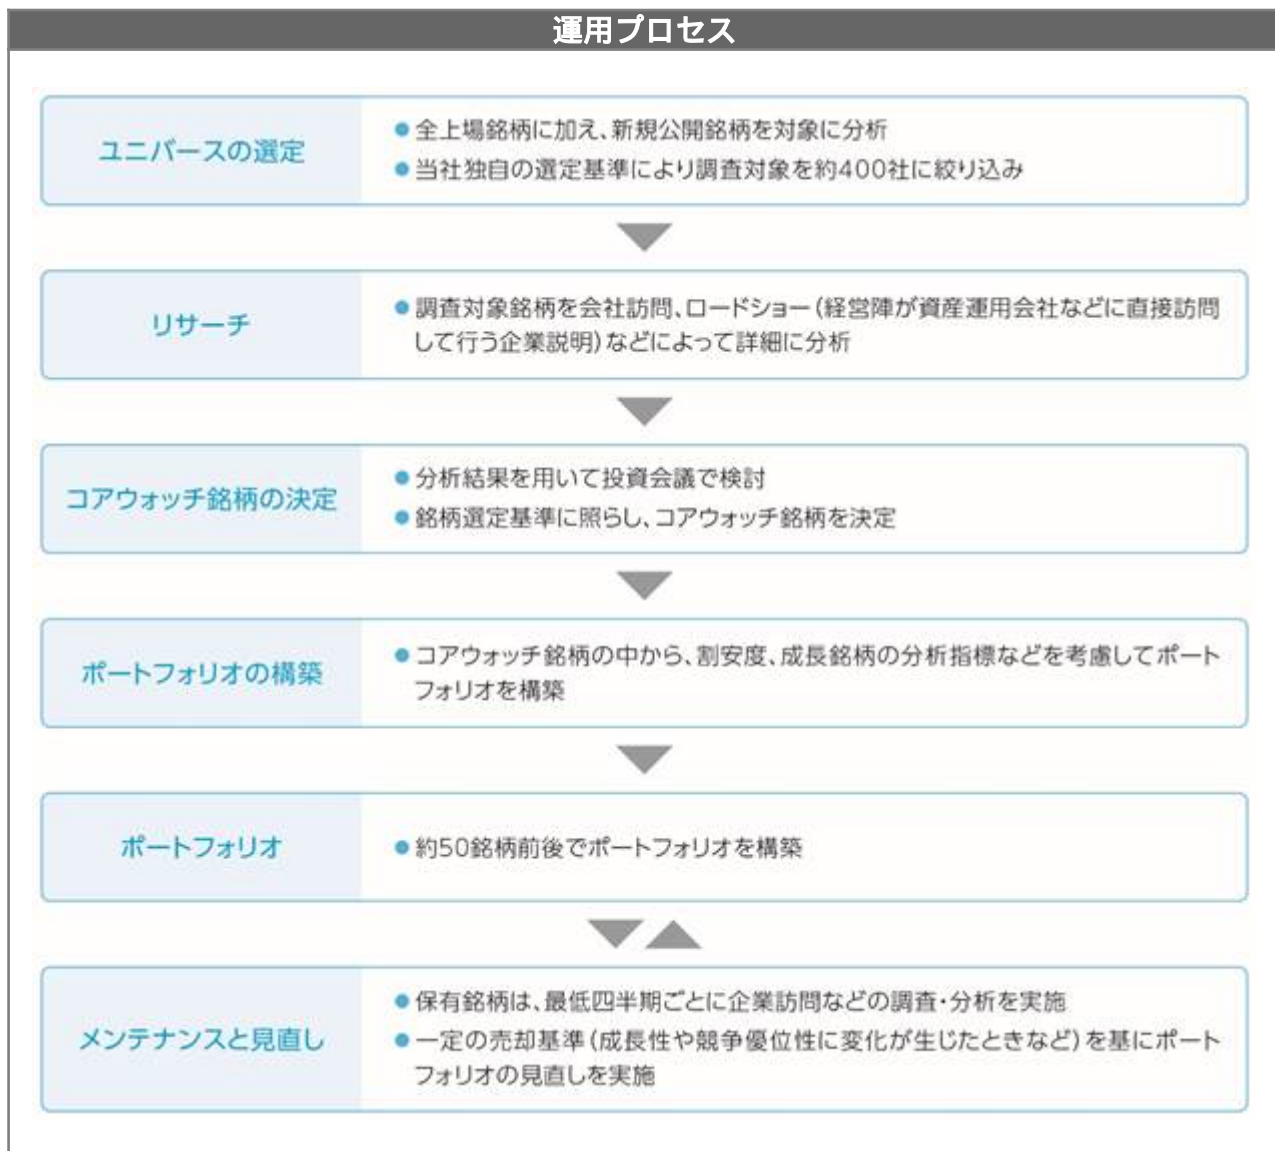 運用プロセス
ユニバースの選定
●全上場銘柄に加え、新規公開銘柄を対象に分析
●当社独自の選定基準により調査対象を約400社に絞り込み
リサーチ
●調査対象銘柄を会社訪問、ロードショー(経営陣が資産運用会社などに直接訪問
して行う企業説明)などによって詳細に分析
コアウォッチ銘柄の決定
●分析結果を用いて投資会議で検討
●銘柄選定基準に照らし、コアウォッチ銘柄を決定
ポートフォリオの構築
●コアウォッチ銘柄の中から、割安度、成長銘柄の分析指標などを考慮してポート
フォリオを構築
ポートフォリオ
●約50銘柄前後でポートフォリオを構築
メンテナンスと見直し
●保有銘柄は、最低四半期ごとに企業訪問などの調査・分析を実施
●一定の売却基準(成長性や競争優位性に変化が生じたときなど)を基にポート
フォリオの見直しを実施